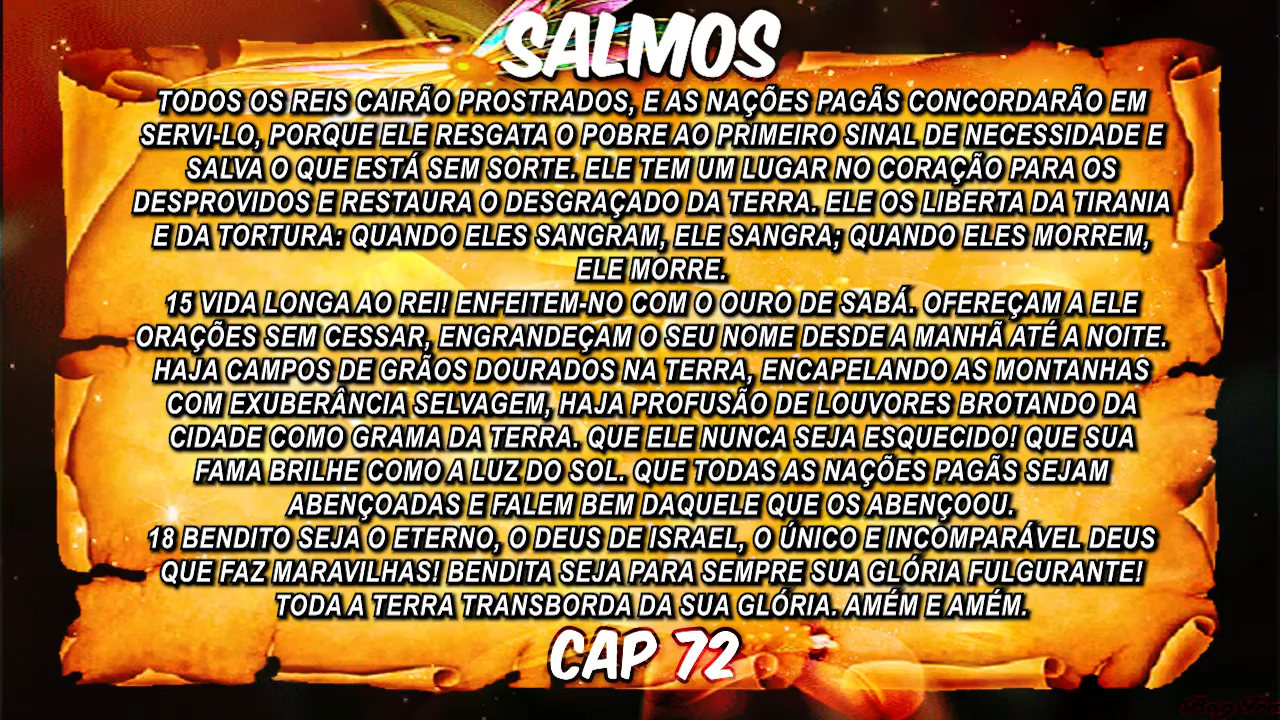 SALMOS
TODOS OS REIS CAIRÃO PROSTRADOS, E AS NAÇÕES PAGÃS CONCORDARÃO EM
SERVI-LO, PORQUE ELE RESGATA O POBRE AO PRIMEIRO SINAL DE NECESSIDADE E
SALVA O QUE ESTÁ SEM SORTE. ELE TEM UM LUGAR NO CORAÇÃO PARA OS
DESPROVIDOS E RESTAURA O DESGRAÇADO DA TERRA. ELE OS LIBERTA DA TIRANIA
E DA TORTURA: QUANDO ELES SANGRAM, ELE SANGRA; QUANDO ELES MORREM,
ELE MORRE.
15 VIDA LONGA AO REI! ENFEITEM-NO COM O OURO DE SABÁ. OFEREÇAM A ELE
ORAÇÕES SEM CESSAR, ENGRANDEÇAM O SEU NOME DESDE A MANHÃ ATÉ A NOITE.
HAJA CAMPOS DE GRÃOS DOURADOS NA TERRA, ENCAPELANDO AS MONTANHAS
COM EXUBERÂNCIA SELVAGEM, HAJA PROFUSÃO DE LOUVORES BROTANDO DA
CIDADE COMO GRAMA DA TERRA. QUE ELE NUNCA SEJA ESQUECIDO! QUE SUA
FAMA BRILHE COMO A LUZ DO SOL. QUE TODAS AS NAÇÕES PAGÃS SEJAM
ABENÇOADAS E FALEM BEM DAQUELE QUE OS ABENÇOOU.
18 BENDITO SEJA O ETERNO, O DEUS DE ISRAEL, O ÚNICO E INCOMPARÁVEL DEUS
QUE FAZ MARAVILHAS! BENDITA SEJA PARA SEMPRE SUA GLÓRIA FULGURANTE!
TODA A TERRA TRANSBORDA DA SUA GLÓRIA. AMÉM E AMÉM.
CAP 72